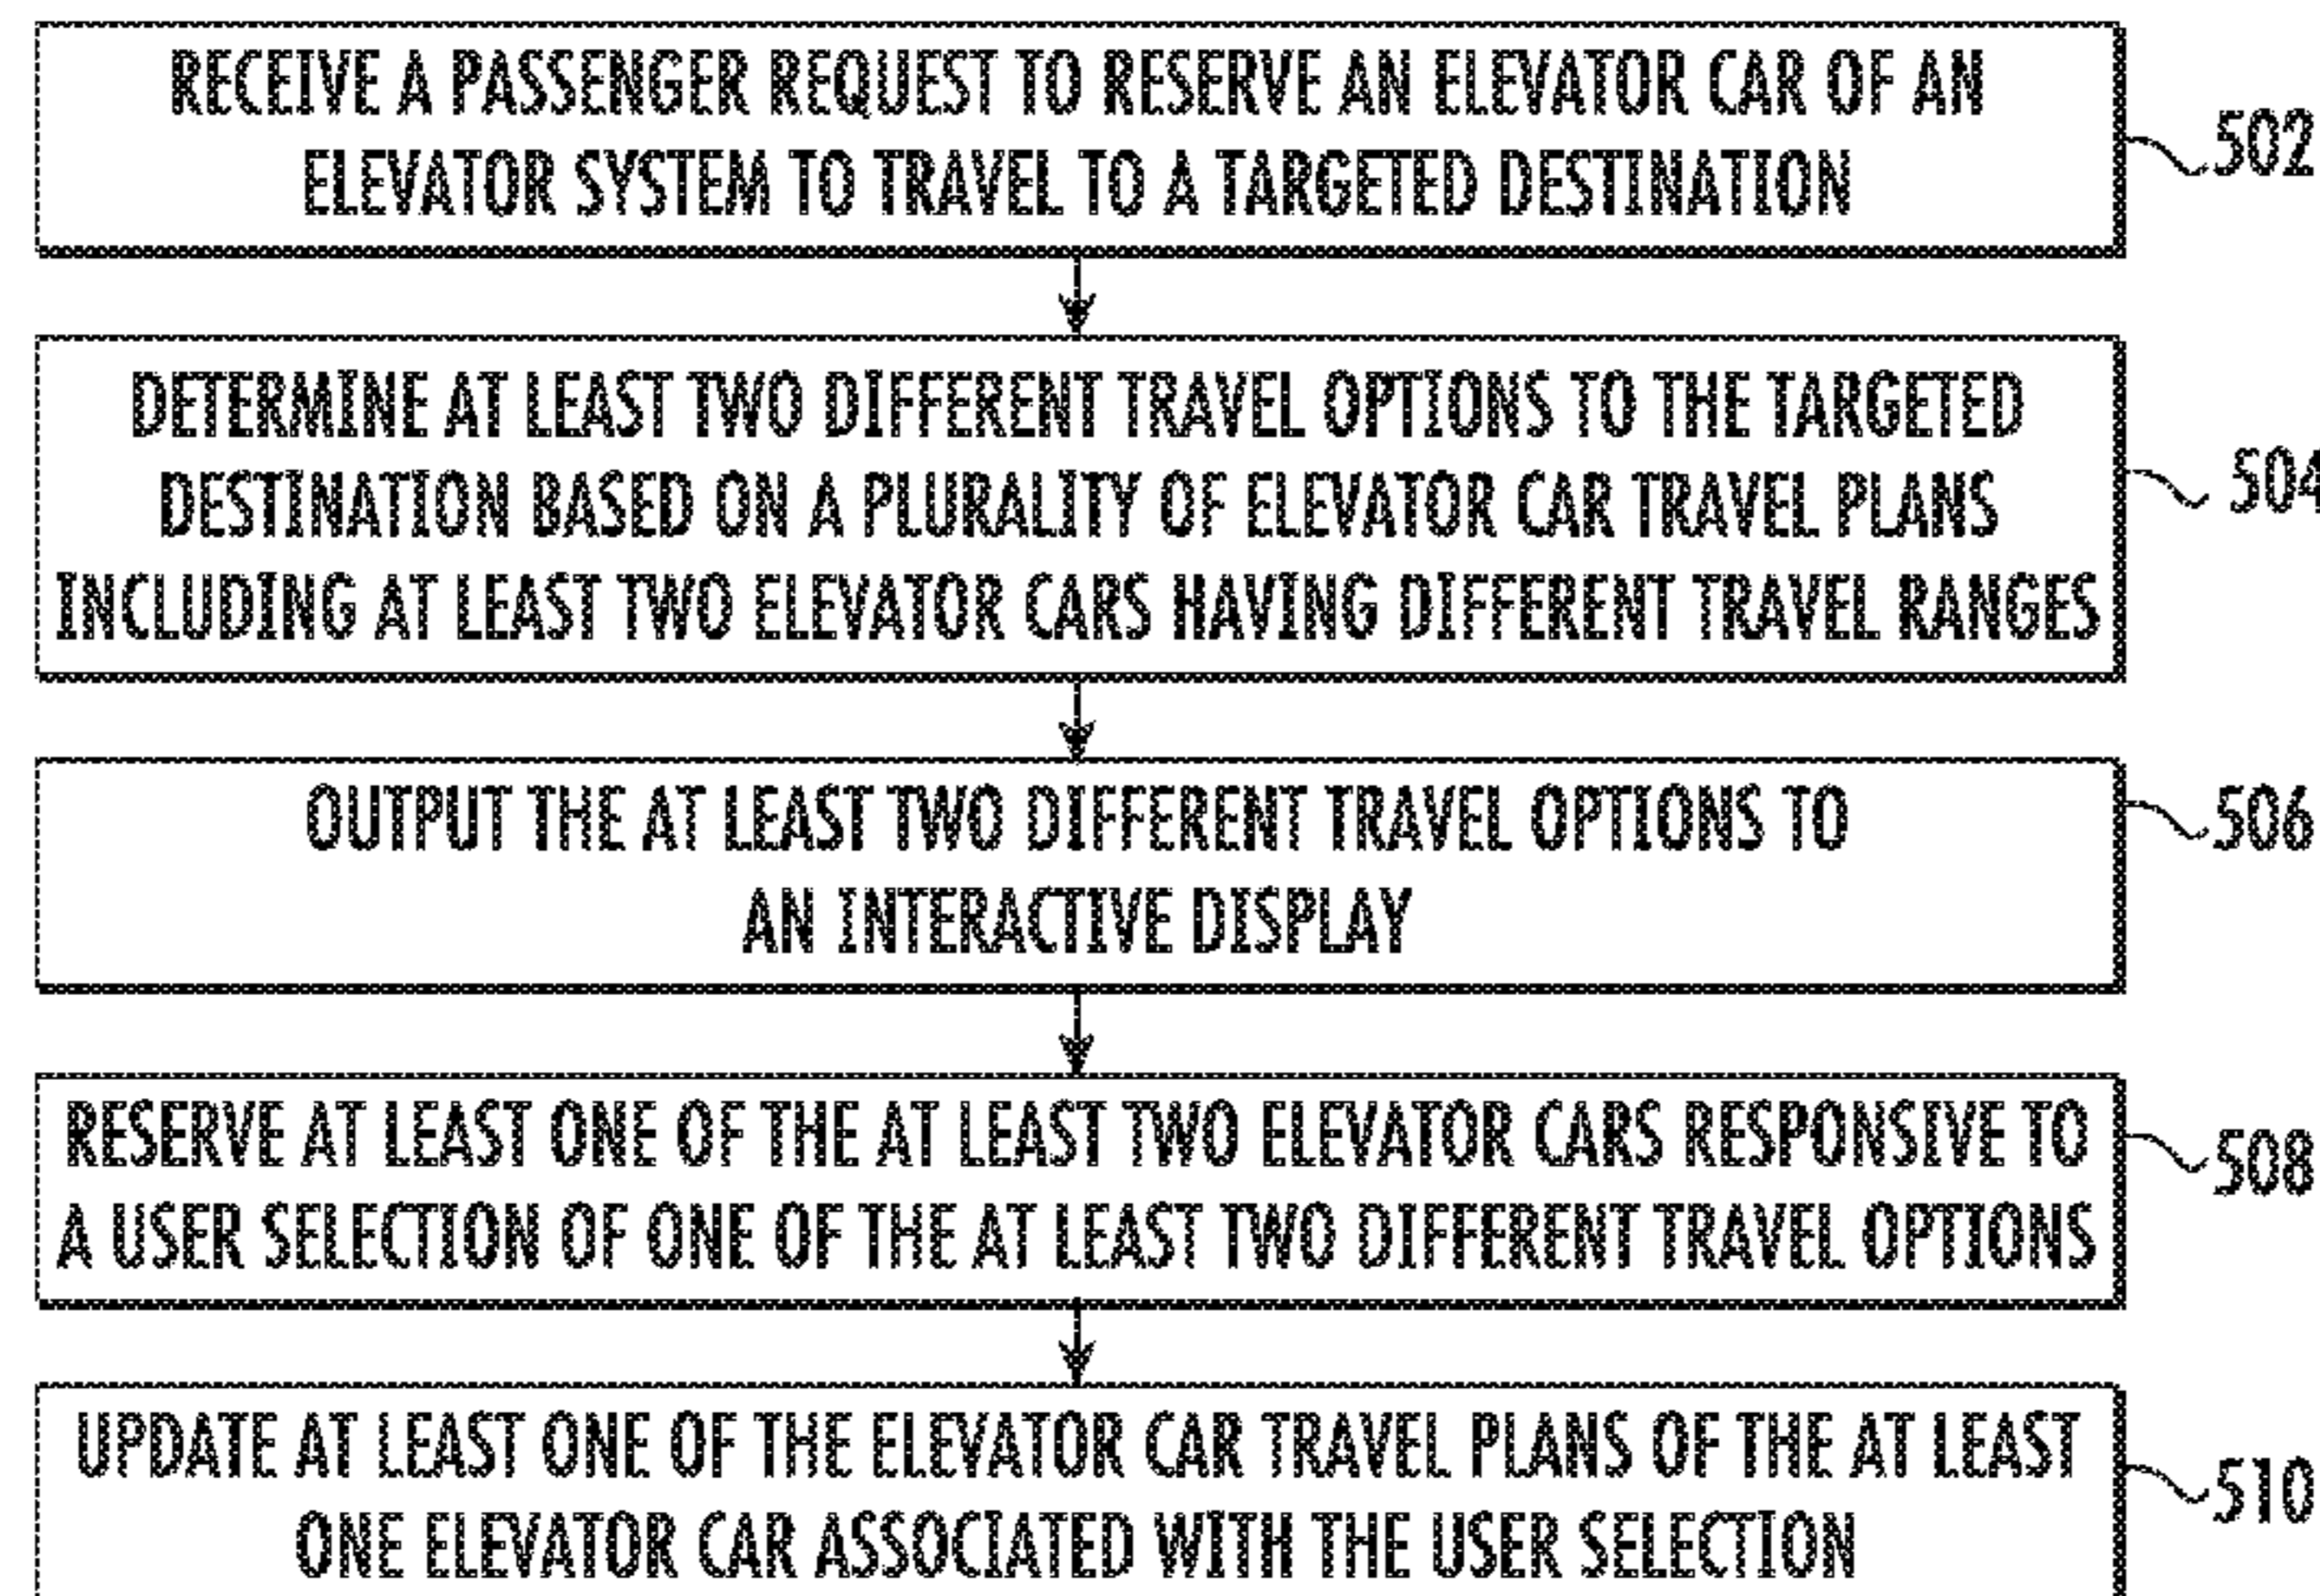 RECEIVE A PASSENGER REQUEST TO RESERVE AN ELEVATOR CAR OF AN
ELEVATOR SYSTEM TO TRAVEL TO A TARGETED DESTINATION
502
DETERMINE AT LEAST TWO DIFFERENT TRAVEL OPTIONS TO THE TARGETED
DESTINATION BASED ON A PLURALITY OF ELEVATOR CAR TRAVEL PLANS
INCLUDING AT LEAST TWO ELEVATOR CARS HAVING DIFFERENT TRAVEL RANGES
504
OUTPUT THE AT LEAST TWO DIFFERENT TRAVEL OPTIONS TO
AN INTERACTIVE DISPLAY
506
RESERVE AT LEAST ONE OF THE AT LEAST TWO ELEVATOR CARS RESPONSIVE TO
A USER SELECTION OF ONE OF THE AT LEAST TWO DIFFERENT TRAVEL OPTIONS
508
UPDATE AT LEAST ONE OF THE ELEVATOR CAR TRAVEL PLANS OF THE AT LEAST
ONE ELEVATOR CAR ASSOCIATED WITH THE USER SELECTION
510